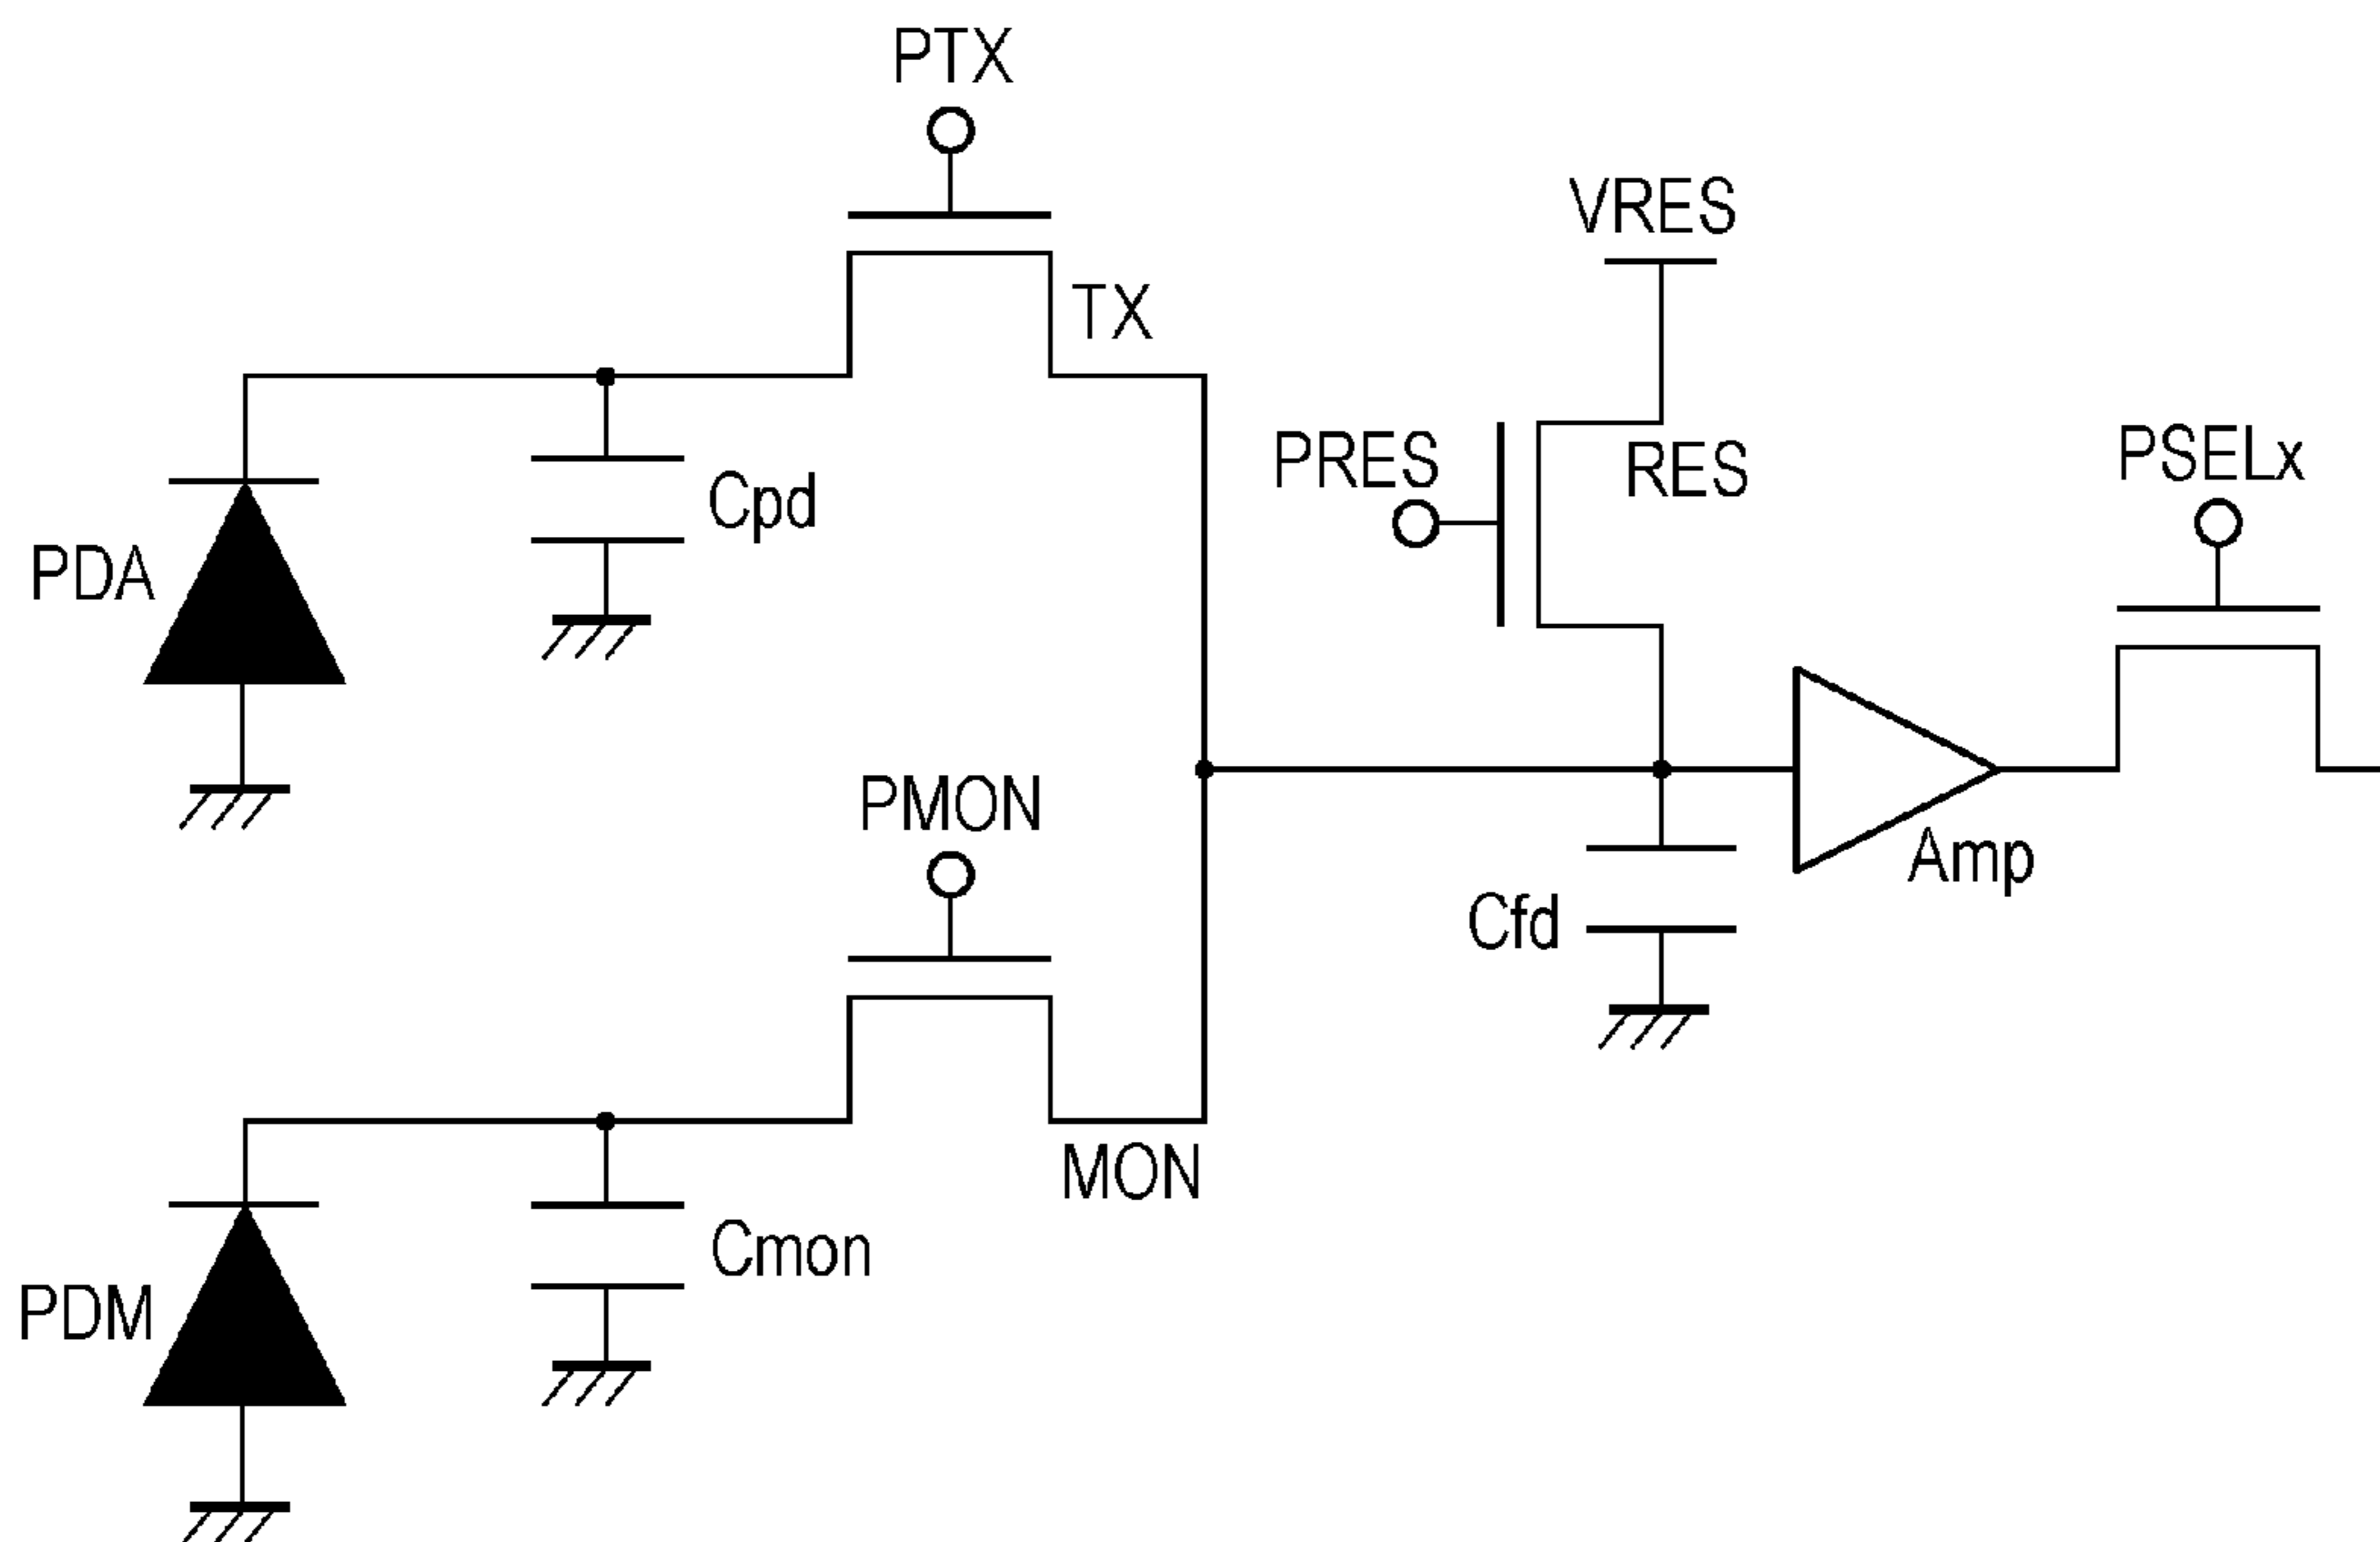 PTX
VRES
TX
PRES
RES
PSELx
Cpd
PDA
PMON
Amp
Cfd
MON
Cmon
PDM